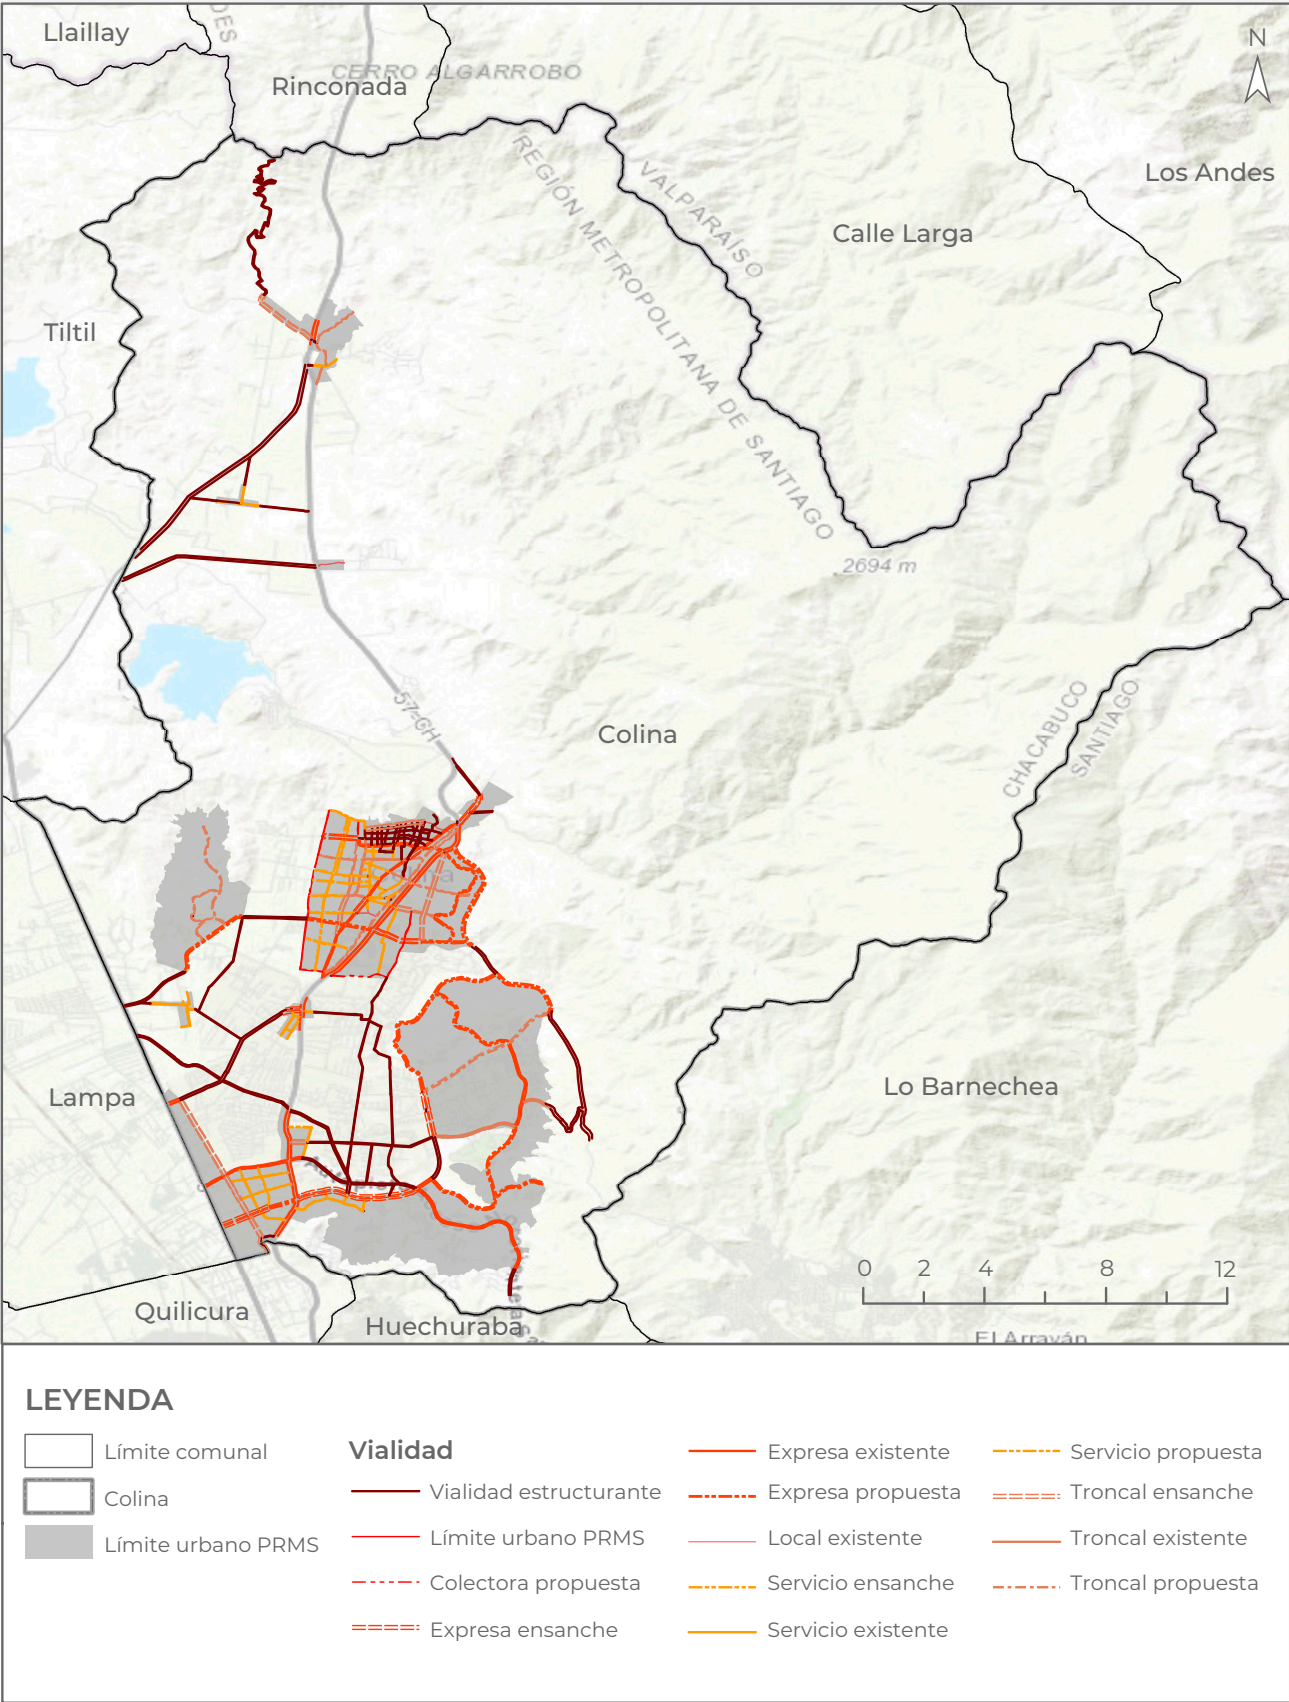 Llaillay
DES
N
CERRO ALGARROBO
Rinconada
REGIÓN METROPOLITANA DE SANTIAGO
VALPARAÍSO
Los Andes
Calle Larga
Tiltil
2694 m
57-CH
Colina
CHACABUCO
SANTIAGO
Lampa
Lo Barnechea
0 2 4 8 12
Quilicura
Huechuraba
El Arrayán
LEYENDA
Límite comunal
Colina
Límite urbano PRMS
Vialidad
Vialidad estructurante
Límite urbano PRMS
Colectora propuesta
Expresa ensanche
Expresa existente
Expresa propuesta
Local existente
Servicio ensanche
Servicio existente
Servicio propuesta
Troncal ensanche
Troncal existente
Troncal propuesta